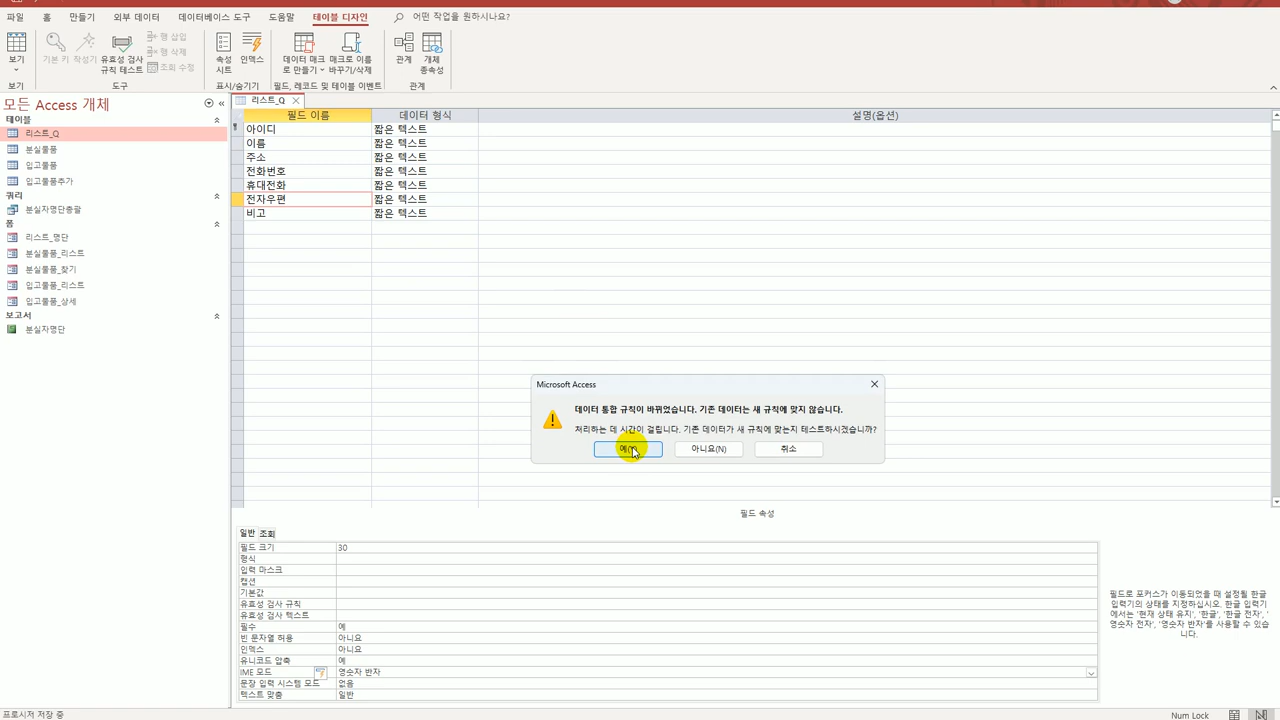 파일 홈 만들기 외부 데이터 데이터베이스 도구 도움말 테이블 디자인 어떤 작업을 원하시나요?
보기
기본 키
작성기
유효성 검사
규칙 테스트
행 삽입
행 삭제
조회 수정
속성
시트
인덱스
데이터 매크
로 만들기
매크로 이름
바꾸기/삭제
관계
개체
종속성
보기 도구 표시/숨기기 필드, 레코드 및 테이블 이벤트 관계
모든 Access 개체
테이블
리스트_Q
분실물품
입고물품
입고물품추가
쿼리
분실자명단총괄
폼
리스트_명단
분실물품_리스트
분실물품_찾기
입고물품_리스트
입고물품_상세
보고서
분실자명단
리스트_Q
필드 이름 데이터 형식 설명(옵션)
아이디 짧은 텍스트
이름 짧은 텍스트
주소 짧은 텍스트
전화번호 짧은 텍스트
휴대전화 짧은 텍스트
전자우편 짧은 텍스트
비고 짧은 텍스트
Microsoft Access
데이터 통합 규칙이 바뀌었습니다. 기존 데이터는 새 규칙에 맞지 않습니다.
처리하는 데 시간이 걸립니다. 기존 데이터가 새 규칙에 맞는지 테스트하시겠습니까?
예(Y) 아니요(N) 취소
필드 속성
일반 조회
필드 크기 30
형식
입력 마스크
캡션
기본값
유효성 검사 규칙
유효성 검사 텍스트
필수 예
빈 문자열 허용 아니요
인덱스 아니요
유니코드 압축 예
IME 모드 영숫자 반자
문장 입력 시스템 모드 없음
텍스트 맞춤 일반
필드로 포커스가 이동되었을 때 설정될 한글
입력기의 상태를 지정하십시오. 한글 입력기
에서는 '현재 상태 유지', '한글', '한글 전자', '
영숫자 전자', '영숫자 반자'를 사용할 수 있습
니다.
프로시저 저장 중
Num Lock